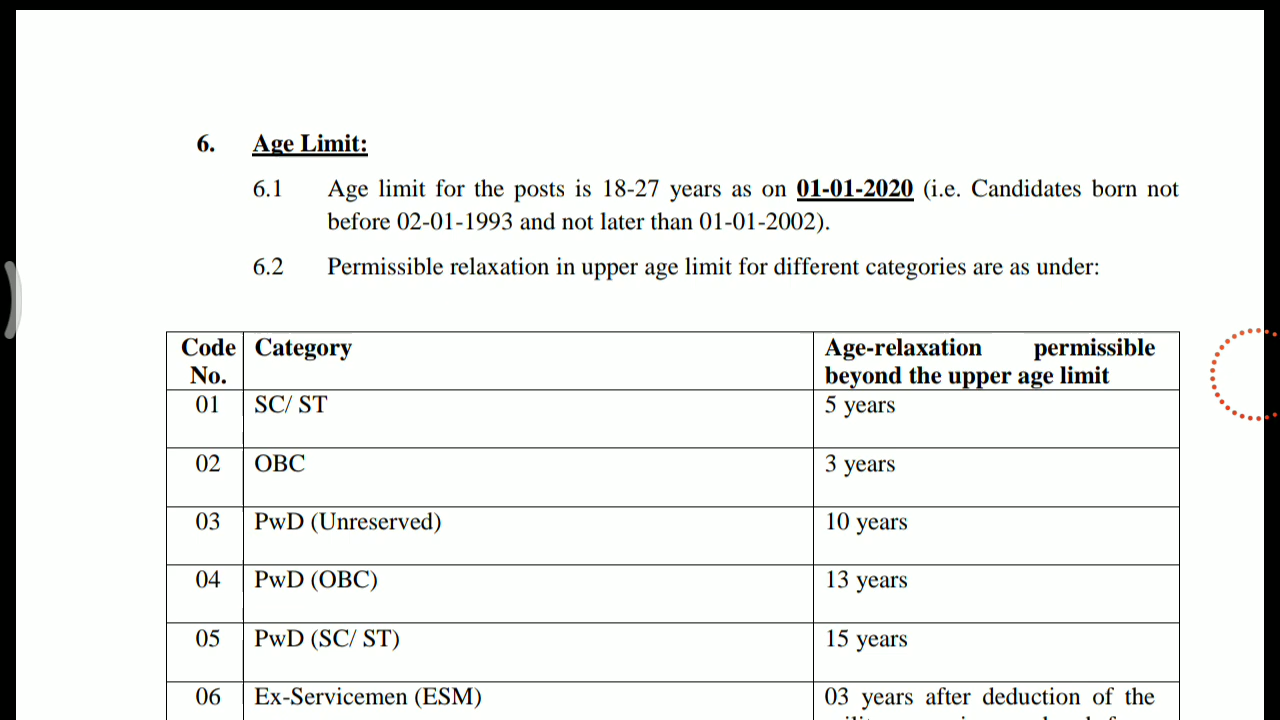 6. Age Limit:
6.1 Age limit for the posts is 18-27 years as on 01-01-2020 (i.e. Candidates born not
before 02-01-1993 and not later than 01-01-2002).
6.2 Permissible relaxation in upper age limit for different categories are as under:
Code No. Category Age-relaxation permissible beyond the upper age limit
01 SC/ ST 5 years
02 OBC 3 years
03 PwD (Unreserved) 10 years
04 PwD (OBC) 13 years
05 PwD (SC/ ST) 15 years
06 Ex-Servicemen (ESM) 03 years after deduction of the